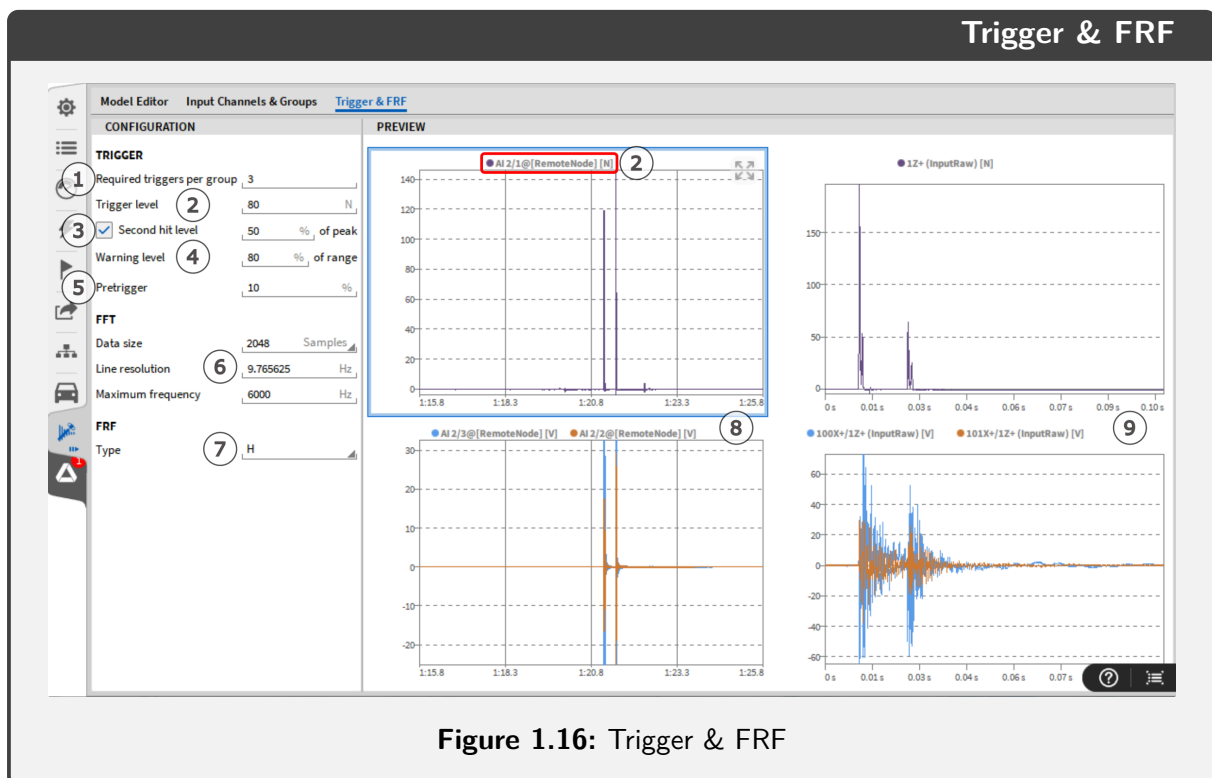 Trigger & FRF
Model Editor Input Channels & Groups Trigger & FRF
CONFIGURATION
TRIGGER
1 Required triggers per group 3
Trigger level 2 80 N
3 Second hit level 50 % of peak
Warning level 4 80 % of range
5 Pretrigger 10 %
FFT
Data size 2048 Samples
Line resolution 6 9.765625 Hz
Maximum frequency 6000 Hz
FRF
Type 7 H
1
PREVIEW
AI 2/1@[RemoteNode] [N] 2
140
120
100
80
60
40
20
0
1:15.8 1:18.3 1:20.8 1:23.3 1:25.8
1Z+ (InputRaw) [N]
150
100
50
0
0 s 0.01 s 0.03 s 0.04 s 0.06 s 0.07 s 0.09 s 0.10 s
AI 2/3@[RemoteNode] [V] AI 2/2@[RemoteNode] [V] 8
30
20
10
0
-10
-20
1:15.8 1:18.3 1:20.8 1:23.3 1:25.8
100X+/1Z+ (InputRaw) [V] 101X+/1Z+ (InputRaw) [V] 9
60
40
20
0
-20
-40
-60
0 s 0.01 s 0.03 s 0.04 s 0.06 s 0.07 s
?
Figure 1.16: Trigger & FRF